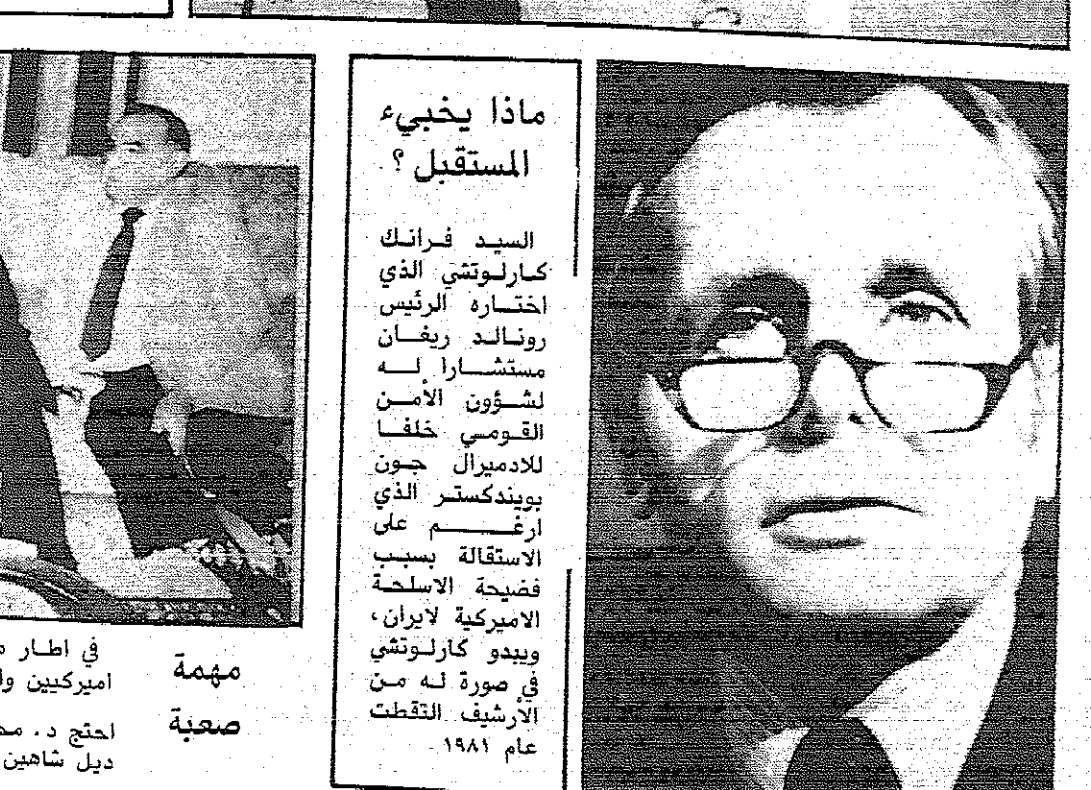 ماذا يخبيء
المستقبل ؟
السيد فرانك
كارلوتشي الذي
اختاره الرئيس
رونالد ريغان
مستشارا له
لشؤون الأمن
القومي خلفا
للادميرال جون
بويندكستر الذي
ارغم على
الاستقالة بسبب
فضيحة الاسلحة
الاميركية لايران،
ويبدو كارلوتشي
في صورة له من
الأرشيف التقطت
عام ١٩٨١
مهمة
صعبة
في اطار
اميركيين
احتج د.
ديل شاهين